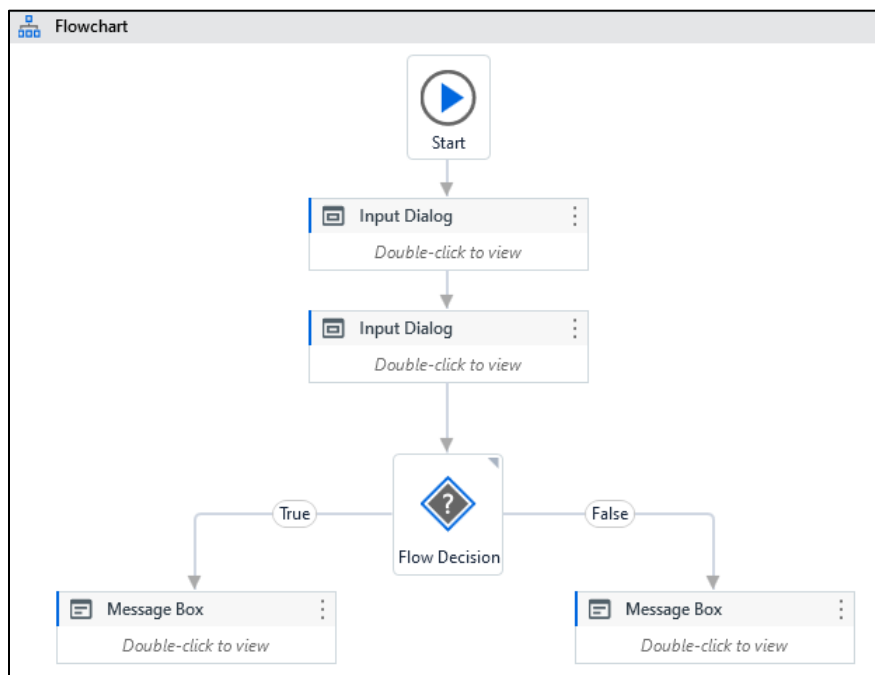 Flowchart
Start
Input Dialog
Double-click to view
Input Dialog
Double-click to view
?
True
False
Flow Decision
Message Box
Double-click to view
Message Box
Double-click to view